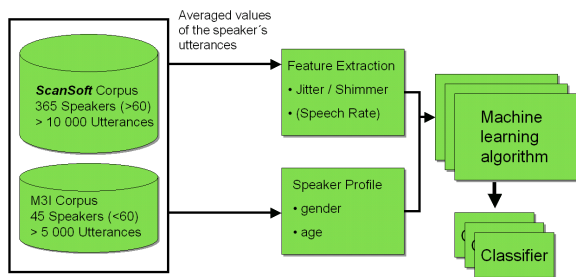 Averaged values
of the speaker´s
utterances
ScanSoft Corpus
365 Speakers (>60)
> 10 000 Utterances
M3I Corpus
45 Speakers (<60)
> 5 000 Utterances
Feature Extraction
• Jitter / Shimmer
• (Speech Rate)
Speaker Profile
• gender
• age
Machine
learning
algorithm
Classifier